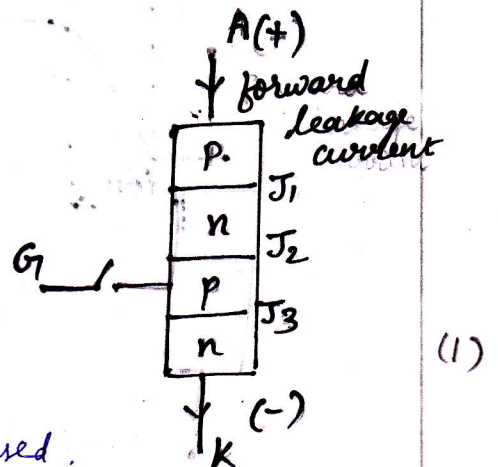 A(+)
forward
leakage
current
p.
J1
n
J2
G
p
J3
n
(1)
(-)
sed.
K